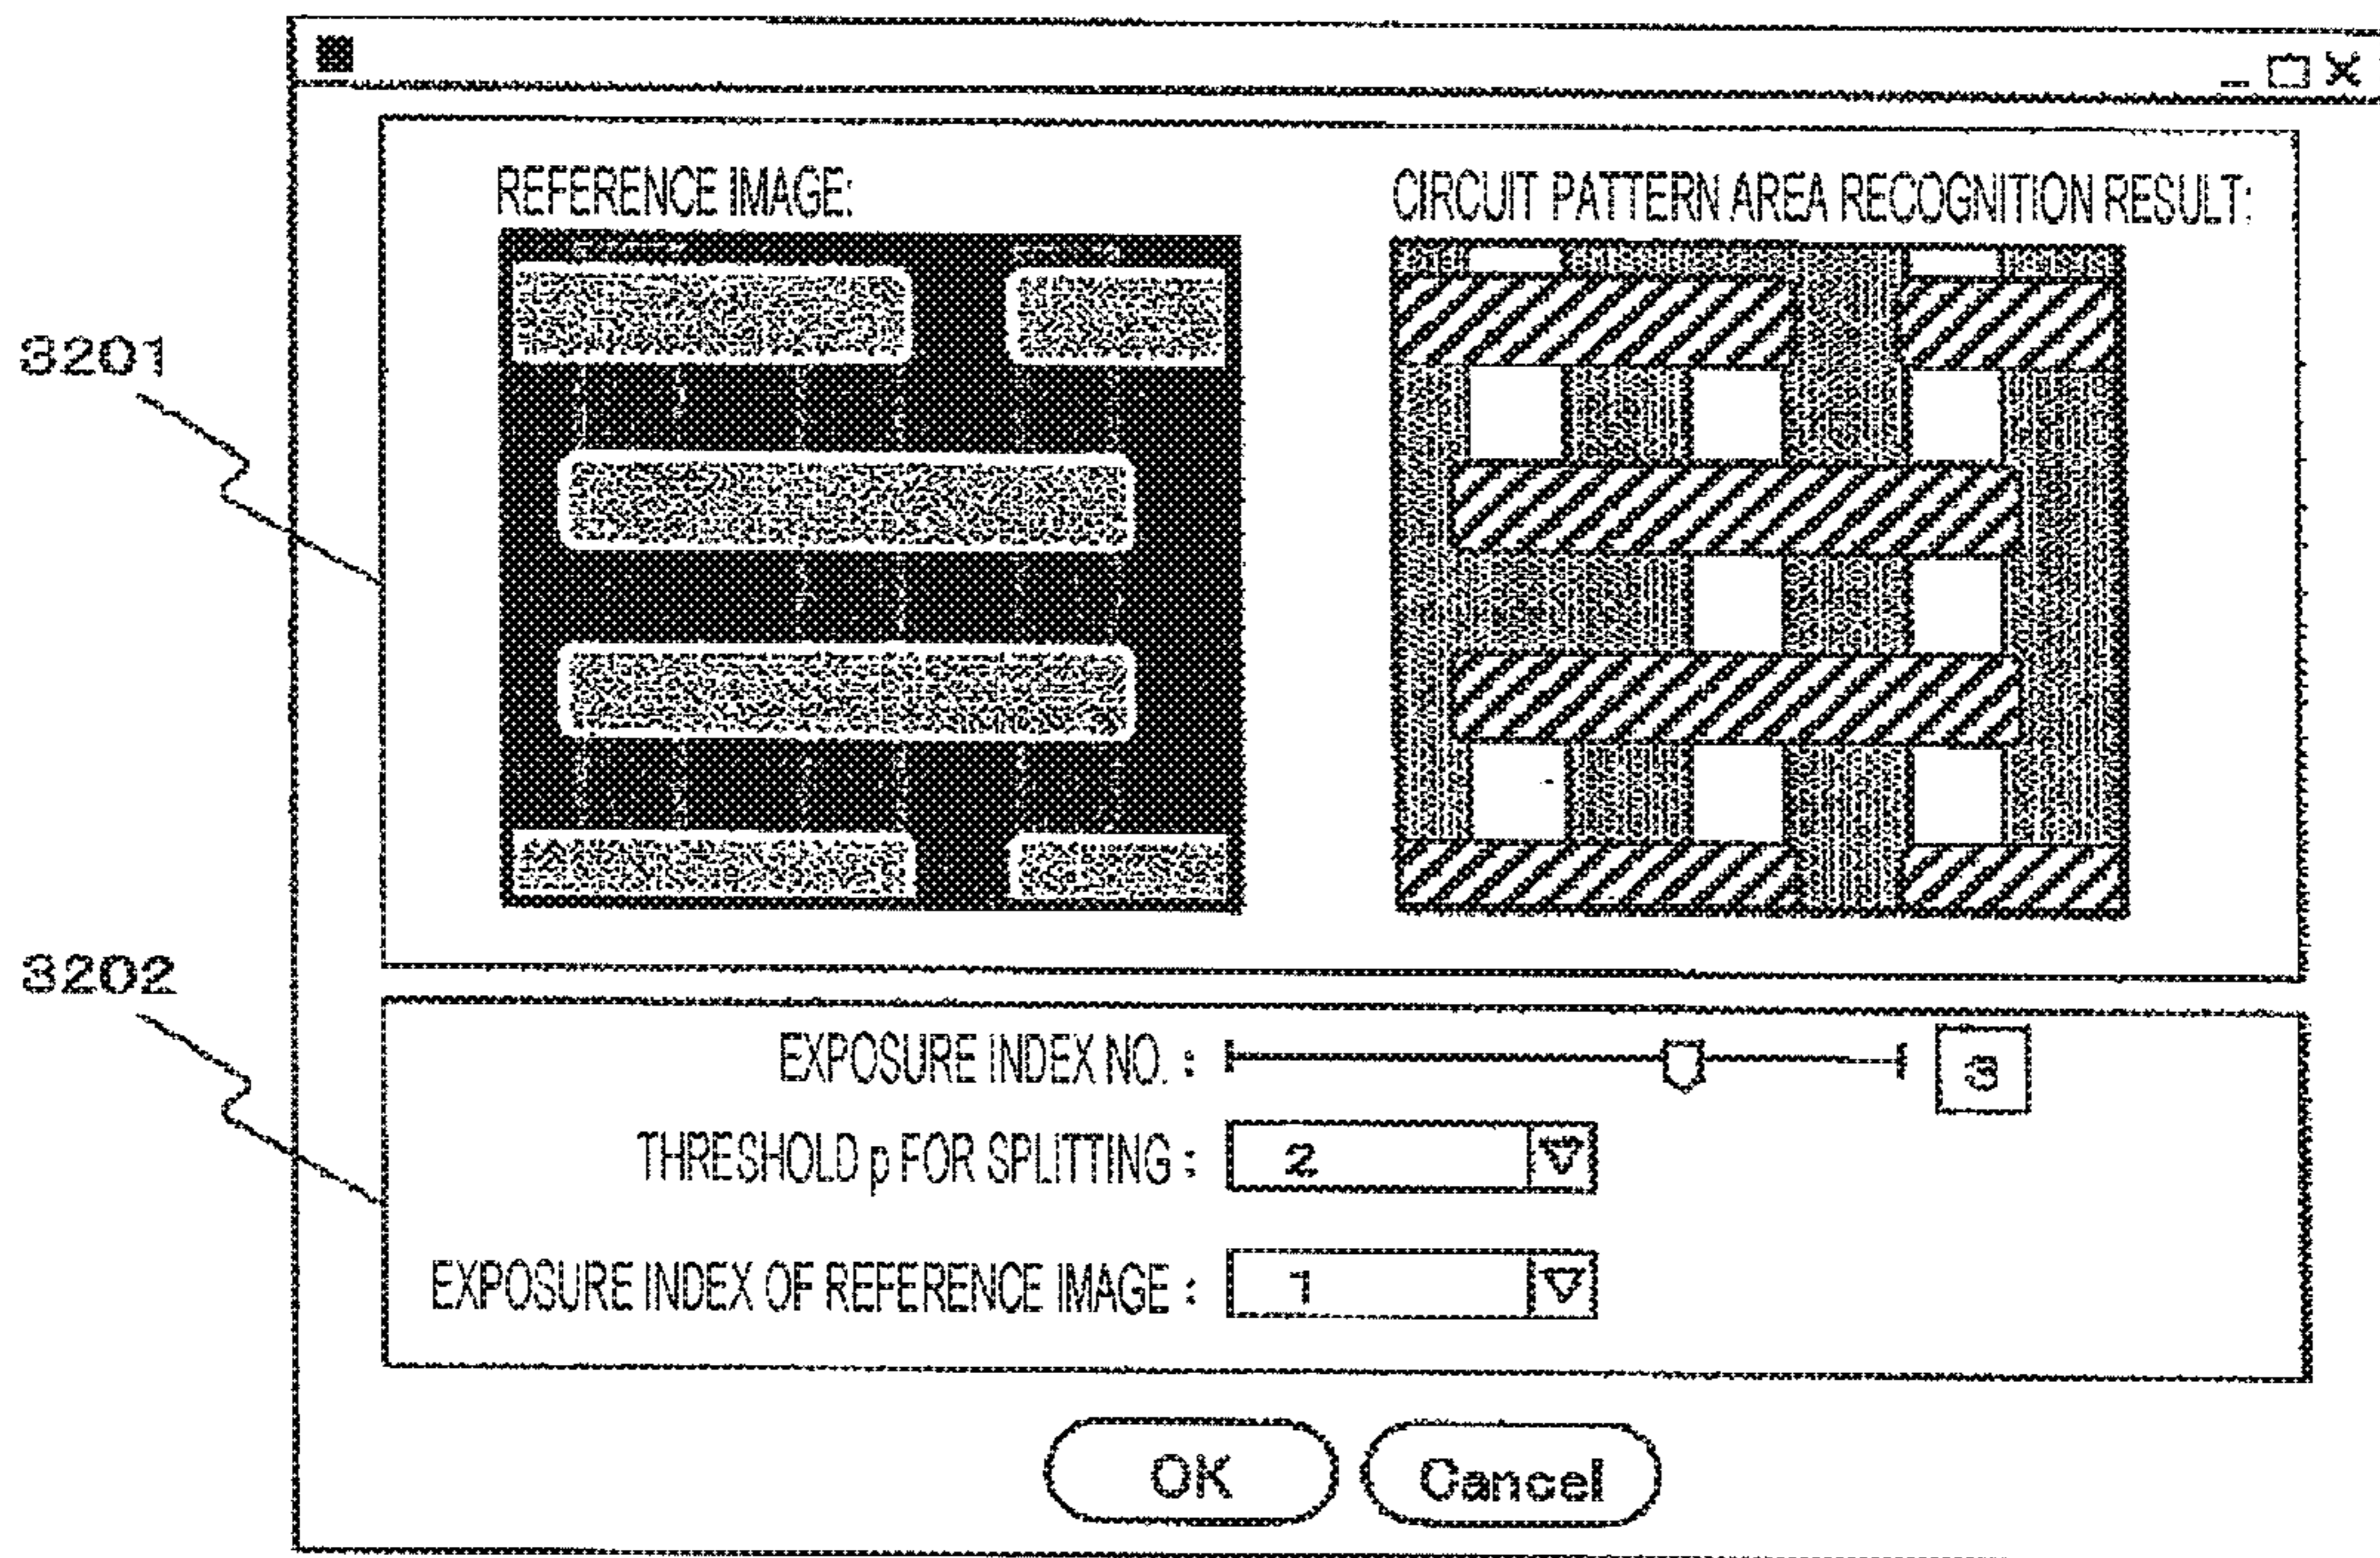 REFERENCE IMAGE:
CIRCUIT PATTERN AREA RECOGNITION RESULT:
3201
3202
EXPOSURE INDEX NO. : 3
THRESHOLD p FOR SPLITTING : 2
EXPOSURE INDEX OF REFERENCE IMAGE : 1
OK Cancel